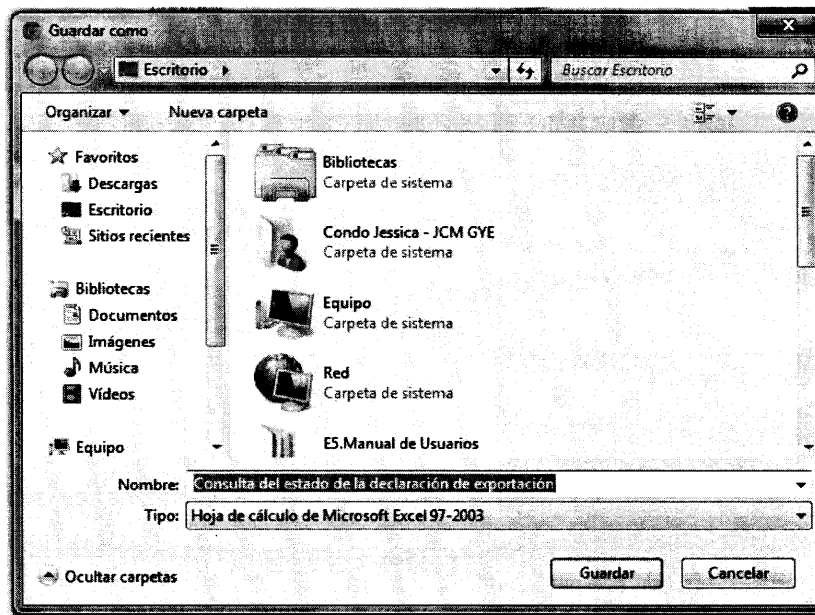 Guardar como
Escritorio
Buscar Escritorio
Organizar
Nueva carpeta
Favoritos
Descargas
Escritorio
Sitios recientes
Bibliotecas
Documentos
Imágenes
Música
Vídeos
Equipo
Bibliotecas
Carpeta de sistema
Condo Jessica - JCM GYE
Carpeta de sistema
Equipo
Carpeta de sistema
Red
Carpeta de sistema
E5.Manual de Usuarios
Nombre: Consulta del estado de la declaración de exportación
Tipo: Hoja de cálculo de Microsoft Excel 97-2003
Ocultar carpetas
Guardar
Cancelar